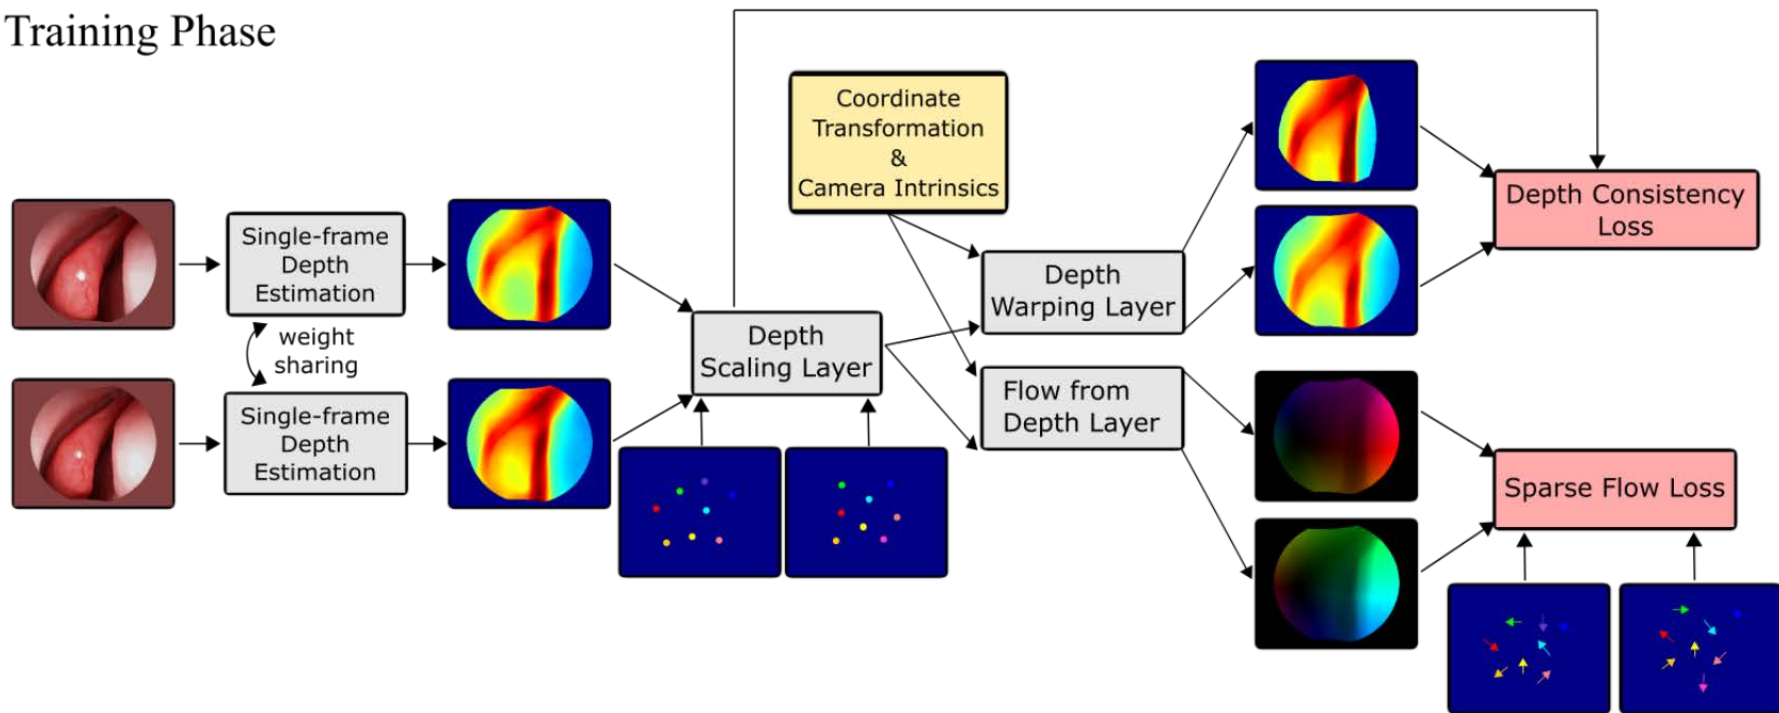 Training Phase
Coordinate
Transformation
&
Camera Intrinsics
Single-frame
Depth
Estimation
weight
sharing
Single-frame
Depth
Estimation
Depth
Scaling Layer
Depth
Warping Layer
Flow from
Depth Layer
Depth Consistency
Loss
Sparse Flow Loss